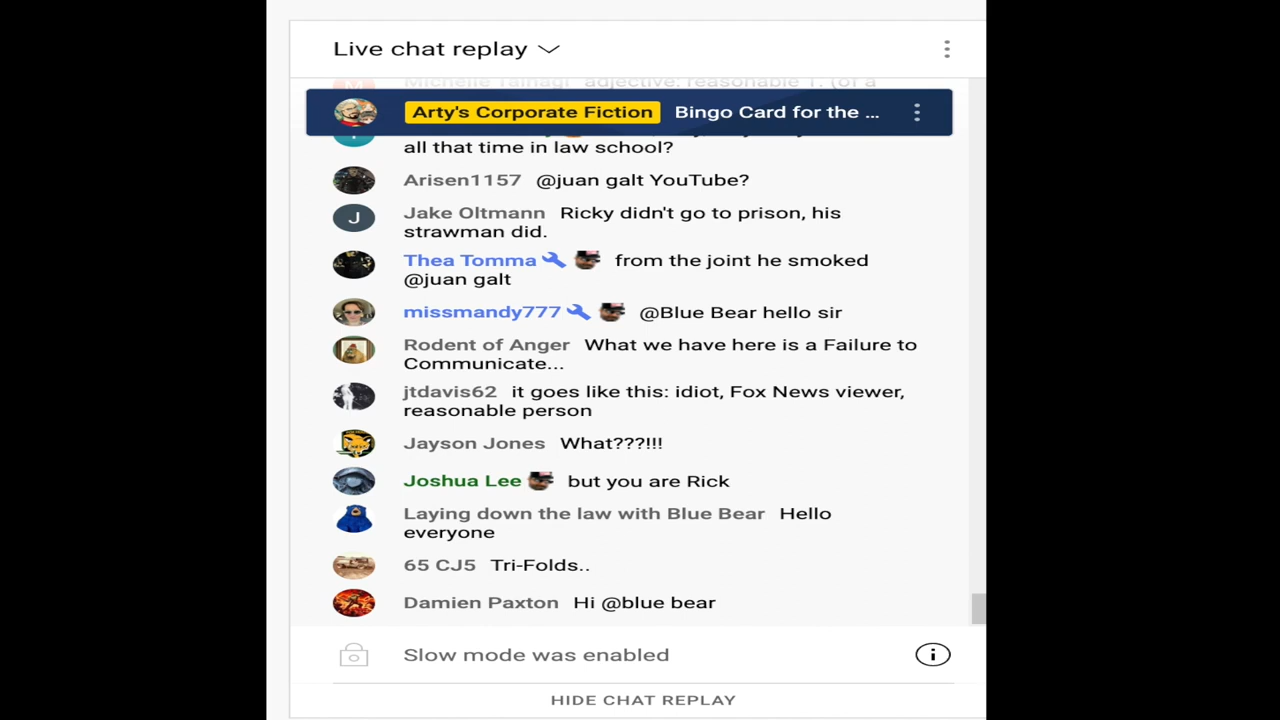 Live chat replay
adjective: reasonable 1. (of a
Arty's Corporate Fiction Bingo Card for the ...
all that time in law school?
Arisen1157 @juan galt YouTube?
J Jake Oltmann Ricky didn't go to prison, his
strawman did.
Thea Tomma from the joint he smoked
@juan galt
missmandy777 @Blue Bear hello sir
Rodent of Anger What we have here is a Failure to
Communicate...
jtdavis62 it goes like this: idiot, Fox News viewer,
reasonable person
Jayson Jones What???!!!
Joshua Lee but you are Rick
Laying down the law with Blue Bear Hello
everyone
65 CJ5 Tri-Folds..
Damien Paxton Hi @blue bear
Slow mode was enabled
HIDE CHAT REPLAY